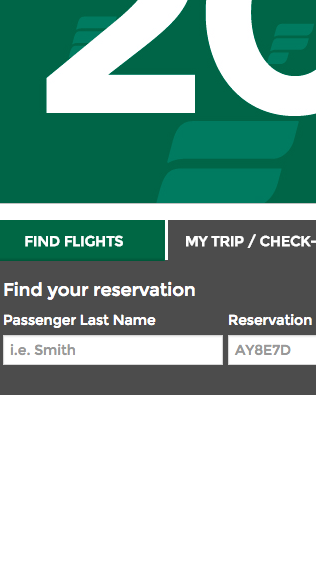 20
FIND FLIGHTS
MY TRIP / CHECK-
Find your reservation
Passenger Last Name
Reservation
i.e. Smith
AY8E7D